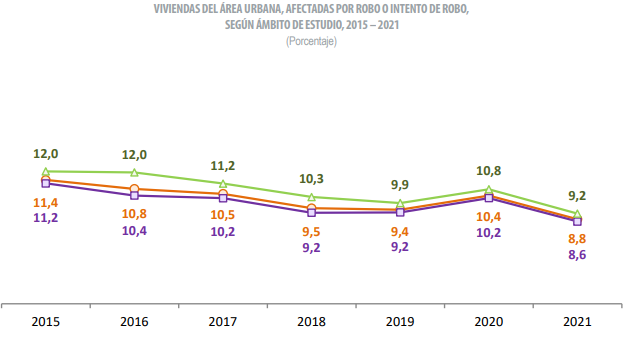 VIVIENDAS DEL ÁREA URBANA, AFECTADAS POR ROBO O INTENTO DE ROBO,
SEGÚN ÁMBITO DE ESTUDIO, 2015 – 2021
(Porcentaje)
12,0 12,0 11,2 10,3 9,9 10,8 9,2
11,4 10,8 10,5 9,5 9,4 10,4 8,8
11,2 10,4 10,2 9,2 9,2 10,2 8,6
2015 2016 2017 2018 2019 2020 2021